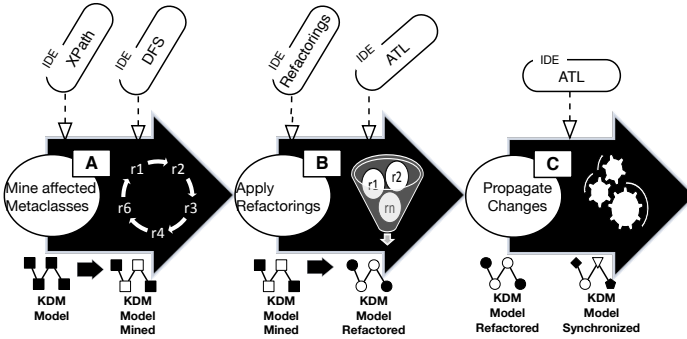 IDE
XPath
IDE
DFS
IDE
Refactorings
IDE
ATL
IDE
ATL
A
B
C
Mine affected
Metaclasses
r1
r2
r3
r4
r6
Apply
Refactorings
r1
r2
rn
Propagate
Changes
KDM
Model
KDM
Model
Mined
KDM
Model
Mined
KDM
Model
Refactored
KDM
Model
Refactored
KDM
Model
Synchronized